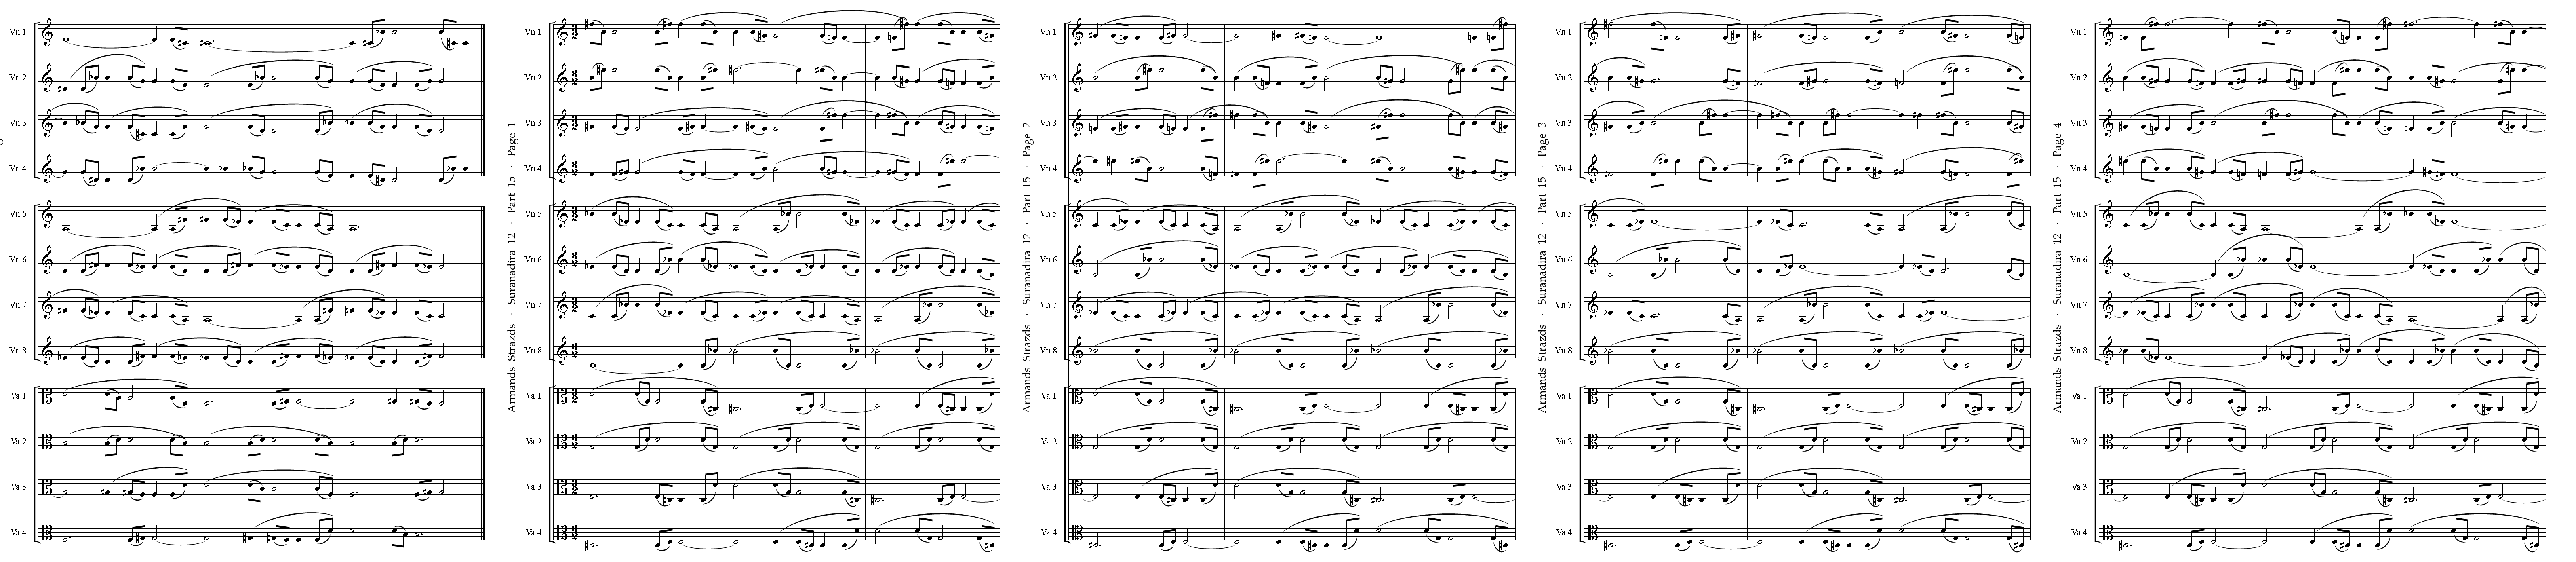 Vn 1
Vn 2
Vn 3
Vn 4
Vn 5
Vn 6
Vn 7
Vn 8
Va 1
Va 2
Va 3
Va 4
Armands Strazds · Suranadira 12 · Part 15 · Page 1
Vn 1
Vn 2
Vn 3
Vn 4
Vn 5
Vn 6
Vn 7
Vn 8
Va 1
Va 2
Va 3
Va 4
Armands Strazds · Suranadira 12 · Part 15 · Page 2
Vn 1
Vn 2
Vn 3
Vn 4
Vn 5
Vn 6
Vn 7
Vn 8
Va 1
Va 2
Va 3
Va 4
Armands Strazds · Suranadira 12 · Part 15 · Page 3
Vn 1
Vn 2
Vn 3
Vn 4
Vn 5
Vn 6
Vn 7
Vn 8
Va 1
Va 2
Va 3
Va 4
Armands Strazds · Suranadira 12 · Part 15 · Page 4
Vn 1
Vn 2
Vn 3
Vn 4
Vn 5
Vn 6
Vn 7
Vn 8
Va 1
Va 2
Va 3
Va 4